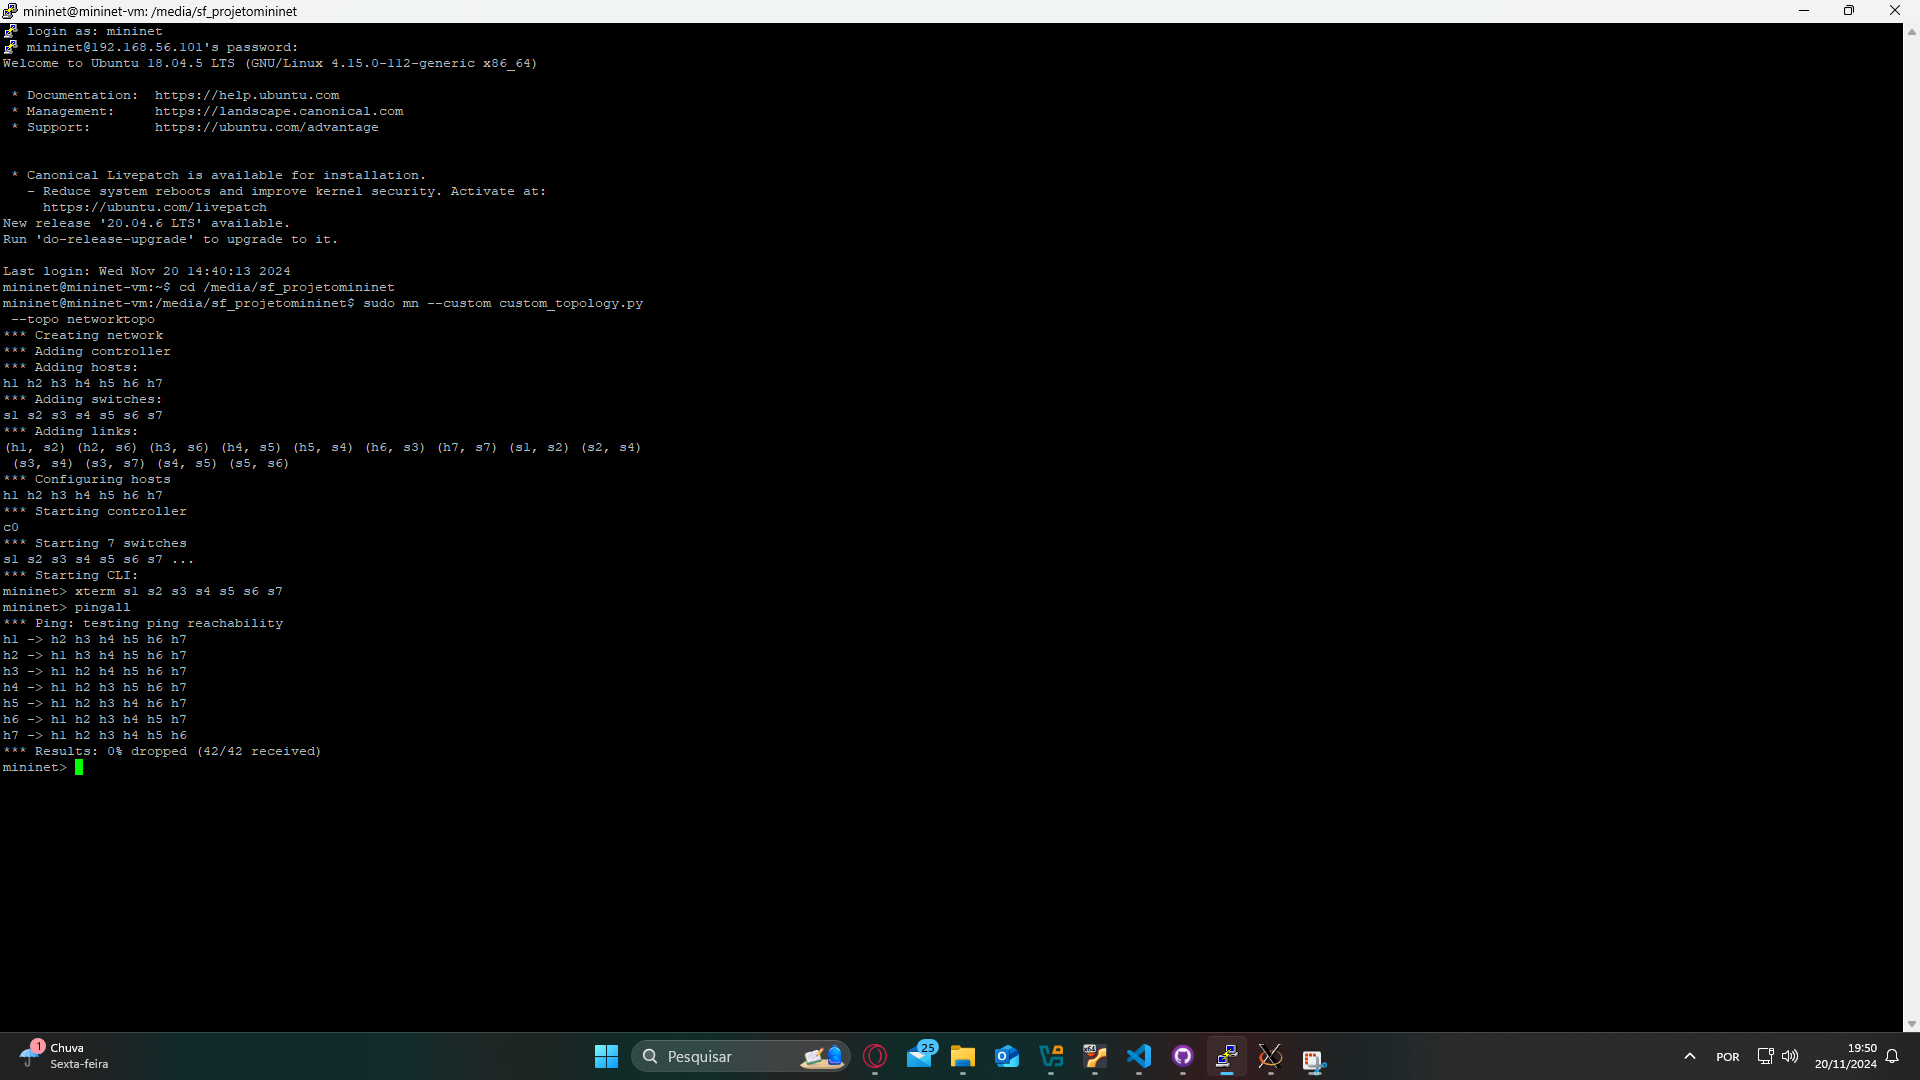 mininet@mininet-vm: /media/sf_projetomininet
login as: mininet
mininet@192.168.56.101's password:
Welcome to Ubuntu 18.04.5 LTS (GNU/Linux 4.15.0-112-generic x86_64)
* Documentation:  https://help.ubuntu.com
* Management:     https://landscape.canonical.com
* Support:        https://ubuntu.com/advantage
* Canonical Livepatch is available for installation.
- Reduce system reboots and improve kernel security. Activate at:
https://ubuntu.com/livepatch
New release '20.04.6 LTS' available.
Run 'do-release-upgrade' to upgrade to it.
Last login: Wed Nov 20 14:40:13 2024
mininet@mininet-vm:~$ cd /media/sf_projetomininet
mininet@mininet-vm:/media/sf_projetomininet$ sudo mn --custom custom_topology.py
--topo networktopo
*** Creating network
*** Adding controller
*** Adding hosts:
h1 h2 h3 h4 h5 h6 h7
*** Adding switches:
s1 s2 s3 s4 s5 s6 s7
*** Adding links:
(h1, s2) (h2, s6) (h3, s6) (h4, s5) (h5, s4) (h6, s3) (h7, s7) (s1, s2) (s2, s4)
(s3, s4) (s3, s7) (s4, s5) (s5, s6)
*** Configuring hosts
h1 h2 h3 h4 h5 h6 h7
*** Starting controller
c0
*** Starting 7 switches
s1 s2 s3 s4 s5 s6 s7 ...
*** Starting CLI:
mininet> xterm s1 s2 s3 s4 s5 s6 s7
mininet> pingall
*** Ping: testing ping reachability
h1 -> h2 h3 h4 h5 h6 h7
h2 -> h1 h3 h4 h5 h6 h7
h3 -> h1 h2 h4 h5 h6 h7
h4 -> h1 h2 h3 h5 h6 h7
h5 -> h1 h2 h3 h4 h6 h7
h6 -> h1 h2 h3 h4 h5 h7
h7 -> h1 h2 h3 h4 h5 h6
*** Results: 0% dropped (42/42 received)
mininet>
1
Chuva
Sexta-feira
Pesquisar
25
POR
19:50
20/11/2024